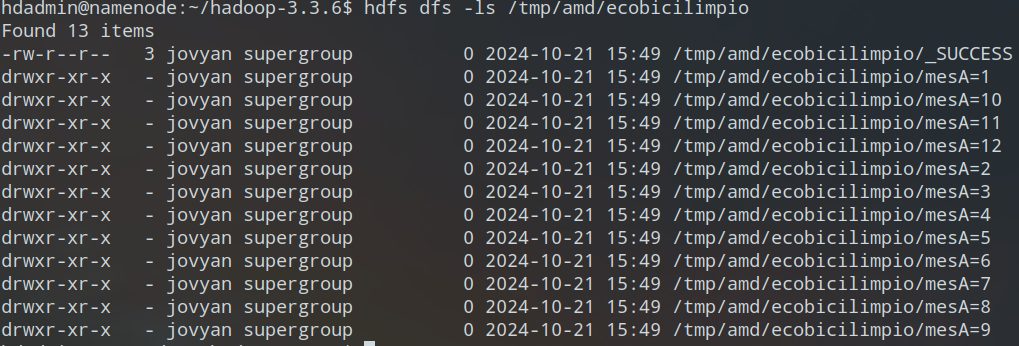 hdadmin@namenode:~/hadoop-3.3.6$ hdfs dfs -ls /tmp/amd/ecobicilimpio
Found 13 items
-rw-r--r--   3 jovyan supergroup          0 2024-10-21 15:49 /tmp/amd/ecobicilimpio/_SUCCESS
drwxr-xr-x   - jovyan supergroup          0 2024-10-21 15:49 /tmp/amd/ecobicilimpio/mesA=1
drwxr-xr-x   - jovyan supergroup          0 2024-10-21 15:49 /tmp/amd/ecobicilimpio/mesA=10
drwxr-xr-x   - jovyan supergroup          0 2024-10-21 15:49 /tmp/amd/ecobicilimpio/mesA=11
drwxr-xr-x   - jovyan supergroup          0 2024-10-21 15:49 /tmp/amd/ecobicilimpio/mesA=12
drwxr-xr-x   - jovyan supergroup          0 2024-10-21 15:49 /tmp/amd/ecobicilimpio/mesA=2
drwxr-xr-x   - jovyan supergroup          0 2024-10-21 15:49 /tmp/amd/ecobicilimpio/mesA=3
drwxr-xr-x   - jovyan supergroup          0 2024-10-21 15:49 /tmp/amd/ecobicilimpio/mesA=4
drwxr-xr-x   - jovyan supergroup          0 2024-10-21 15:49 /tmp/amd/ecobicilimpio/mesA=5
drwxr-xr-x   - jovyan supergroup          0 2024-10-21 15:49 /tmp/amd/ecobicilimpio/mesA=6
drwxr-xr-x   - jovyan supergroup          0 2024-10-21 15:49 /tmp/amd/ecobicilimpio/mesA=7
drwxr-xr-x   - jovyan supergroup          0 2024-10-21 15:49 /tmp/amd/ecobicilimpio/mesA=8
drwxr-xr-x   - jovyan supergroup          0 2024-10-21 15:49 /tmp/amd/ecobicilimpio/mesA=9